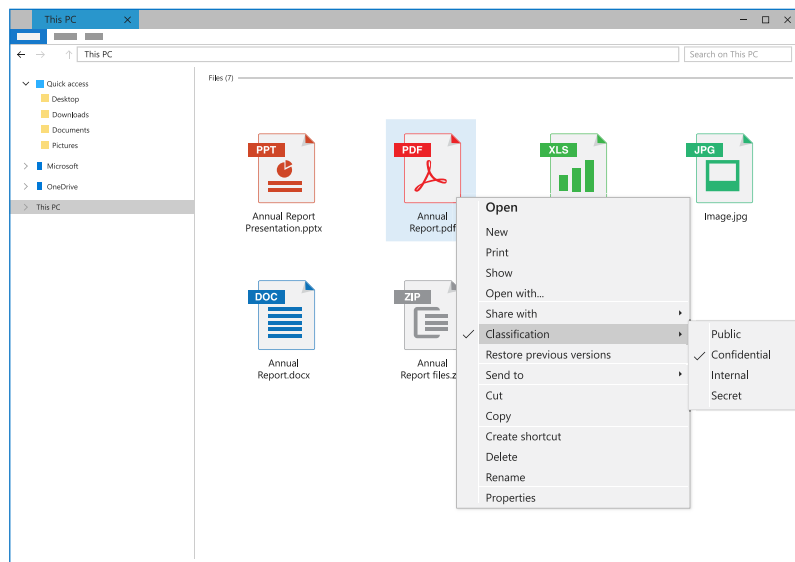 This PC
This PC
Search on This PC
Quick access
Desktop
Downloads
Documents
Pictures
Microsoft
OneDrive
This PC
Files (7)
PPT
Annual Report
Presentation.pptx
PDF
Annual
Report.pdf
XLS
JPG
Image.jpg
DOC
Annual
Report.docx
ZIP
Annual
Report files.z
Open
New
Print
Show
Open with...
Share with
Classification
Restore previous versions
Send to
Cut
Copy
Create shortcut
Delete
Rename
Properties
Public
Confidential
Internal
Secret